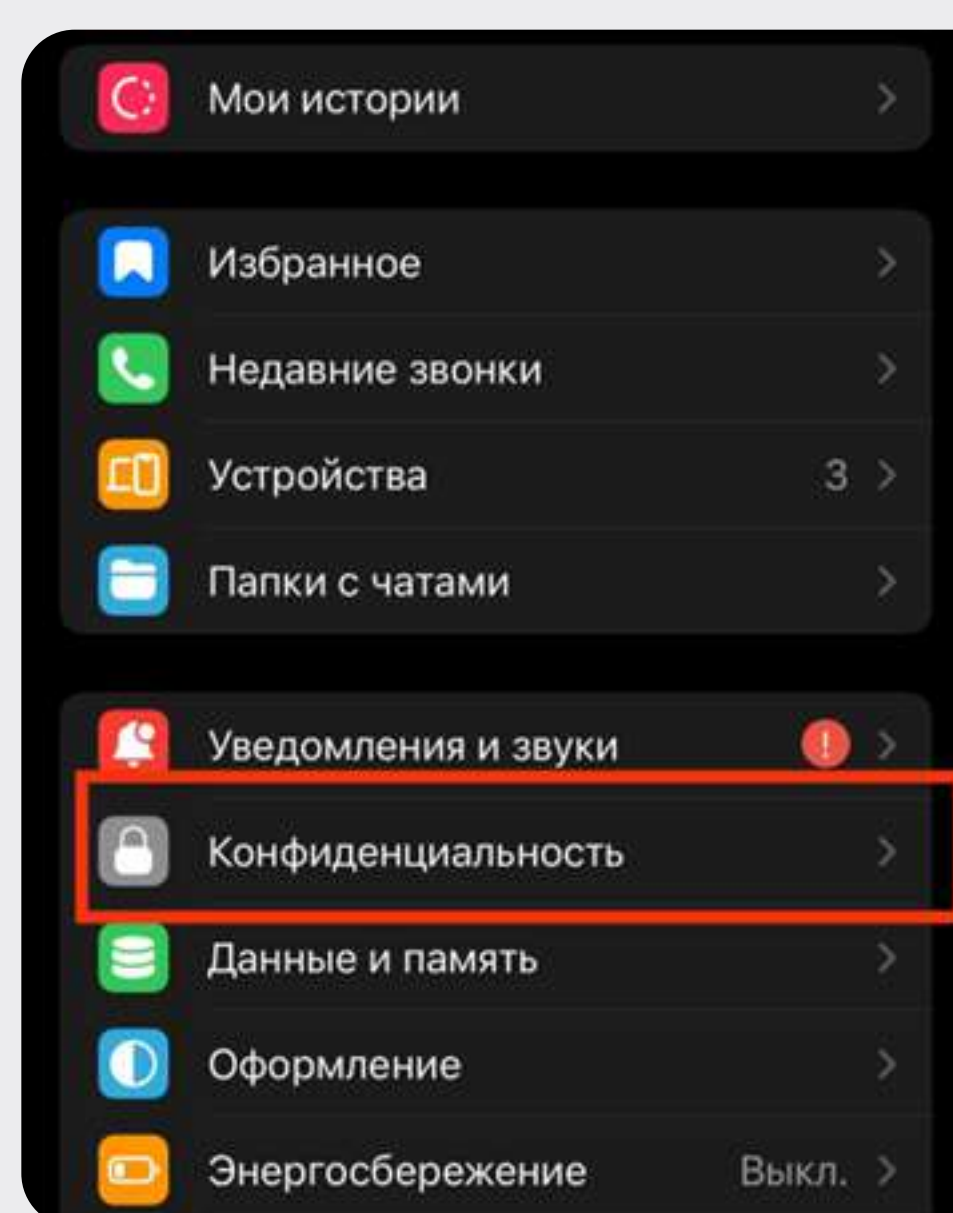 Мои истории
Избранное
Недавние звонки
Устройства 3
Папки с чатами
Уведомления и звуки !
Конфиденциальность
Данные и память
Оформление
Энергосбережение Выкл.